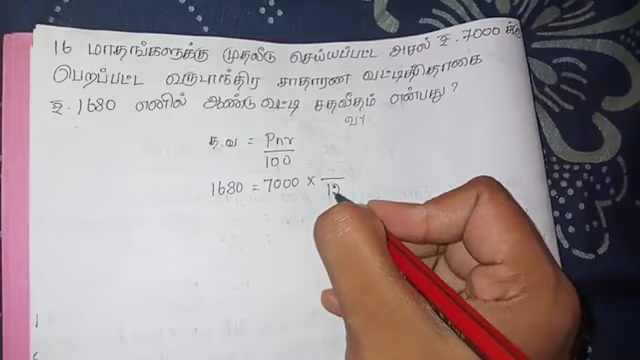 16 மாதங்களுக்கு முதலீடு செய்யப்பட்ட அசல் ₹.7000 க்கு
பெறப்பட்ட வருமாந்திர சாதாரண வட்டித்தொகை
₹.1680 எனில் ஆண்டு வட்டி சதவீதம் என்பது?
வ%.
த.வ = Pnr
100
1680 = 7000 ×
12